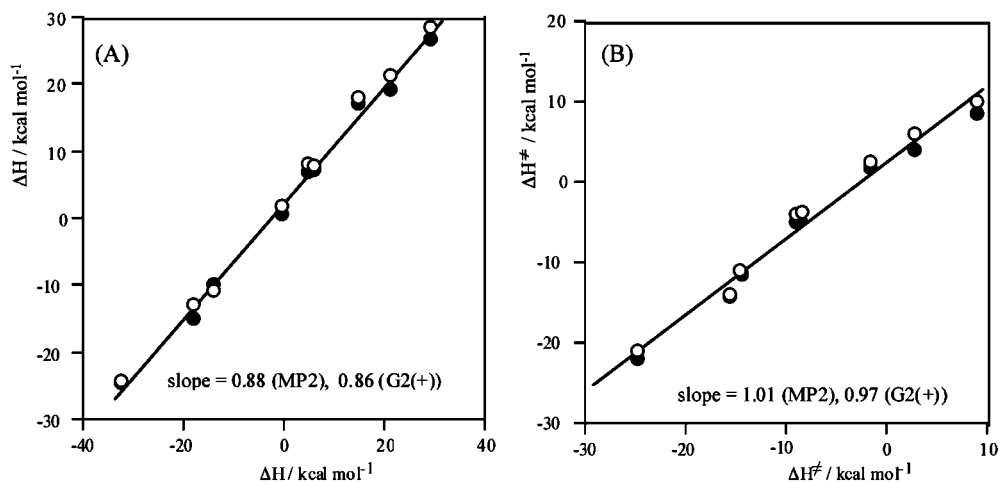 (A)
ΔH / kcal mol⁻¹
30
20
10
0
-10
-20
-30
-40
-20
0
20
40
slope = 0.88 (MP2), 0.86 (G2(+))
ΔH / kcal mol⁻¹
(B)
ΔH≠ / kcal mol⁻¹
20
10
0
-10
-20
-30
-30
-20
-10
0
10
slope = 1.01 (MP2), 0.97 (G2(+))
ΔH≠ / kcal mol⁻¹